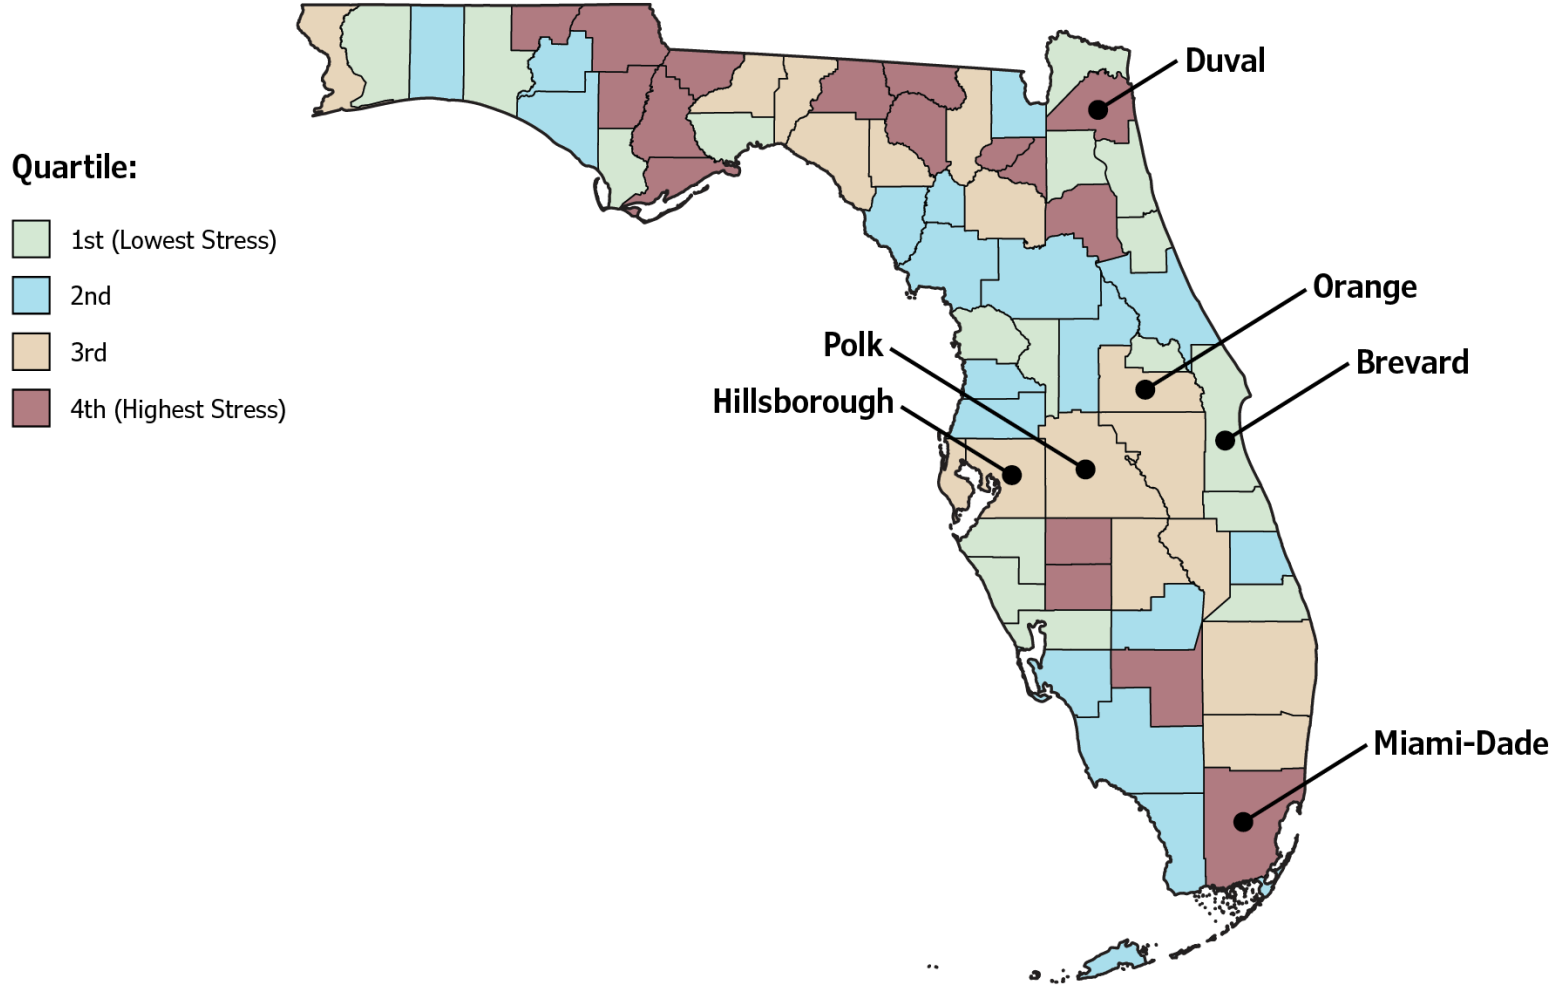 Duval
Quartile:
1st (Lowest Stress)
2nd
3rd
4th (Highest Stress)
Orange
Polk
Brevard
Hillsborough
Miami-Dade